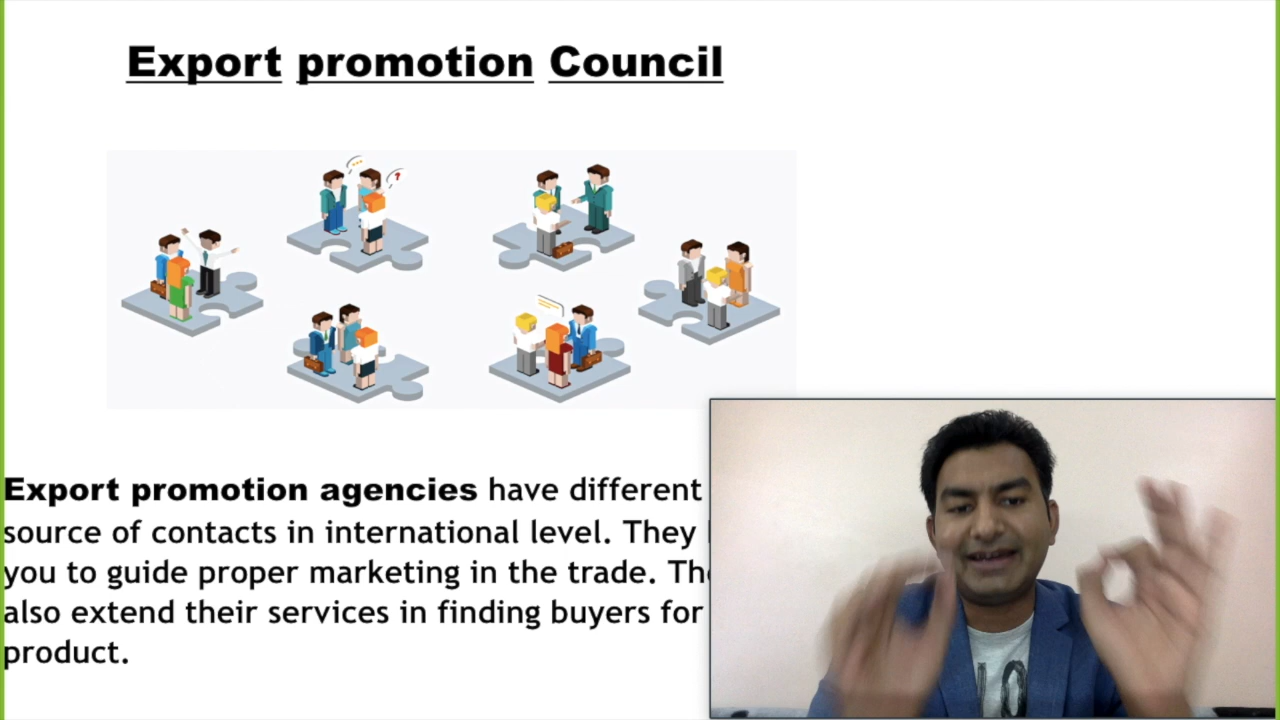 Export promotion Council
?
Export promotion agencies have different
source of contacts in international level. They
you to guide proper marketing in the trade.
also extend their services in finding buyers for
product.